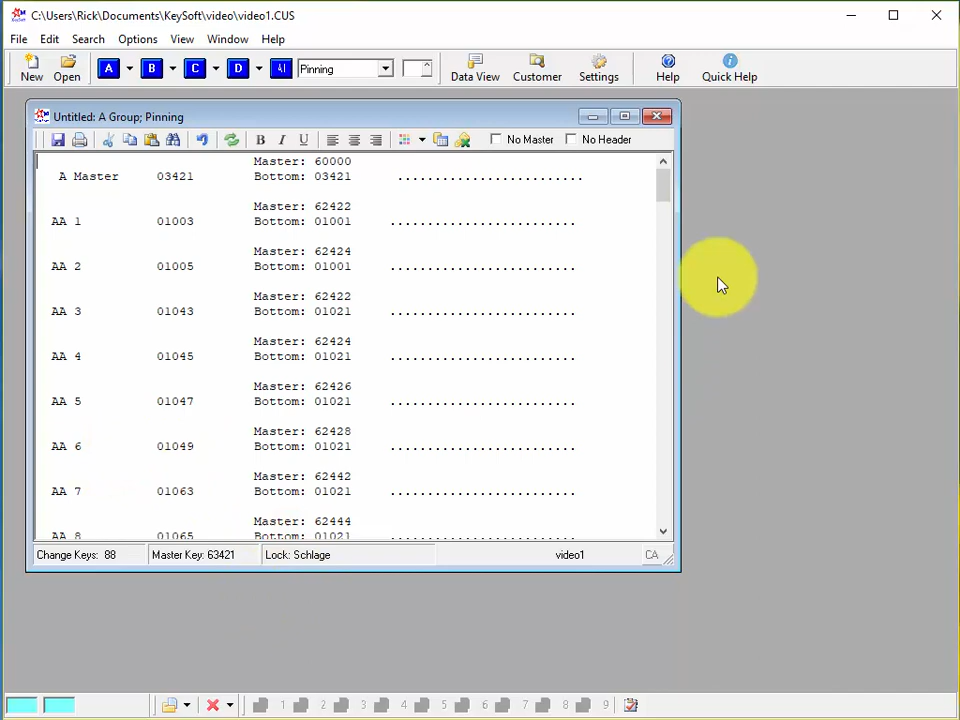 C:\Users\Rick\Documents\KeySoft\video\video1.CUS
File Edit Search Options View Window Help
New Open A B C D All Pinning Data View Customer Settings Help Quick Help
Untitled: A Group; Pinning
B I U No Master No Header
Master: 60000
A Master 03421 Bottom: 03421 .........................
Master: 62422
AA 1 01003 Bottom: 01001 .........................
Master: 62424
AA 2 01005 Bottom: 01001 .........................
Master: 62422
AA 3 01043 Bottom: 01021 .........................
Master: 62424
AA 4 01045 Bottom: 01021 .........................
Master: 62426
AA 5 01047 Bottom: 01021 .........................
Master: 62428
AA 6 01049 Bottom: 01021 .........................
Master: 62442
AA 7 01063 Bottom: 01021 .........................
Master: 62444
AA 8 01065 Bottom: 01021 .........................
Change Keys: 88 Master Key: 63421 Lock: Schlage video1 CA
1 2 3 4 5 6 7 8 9